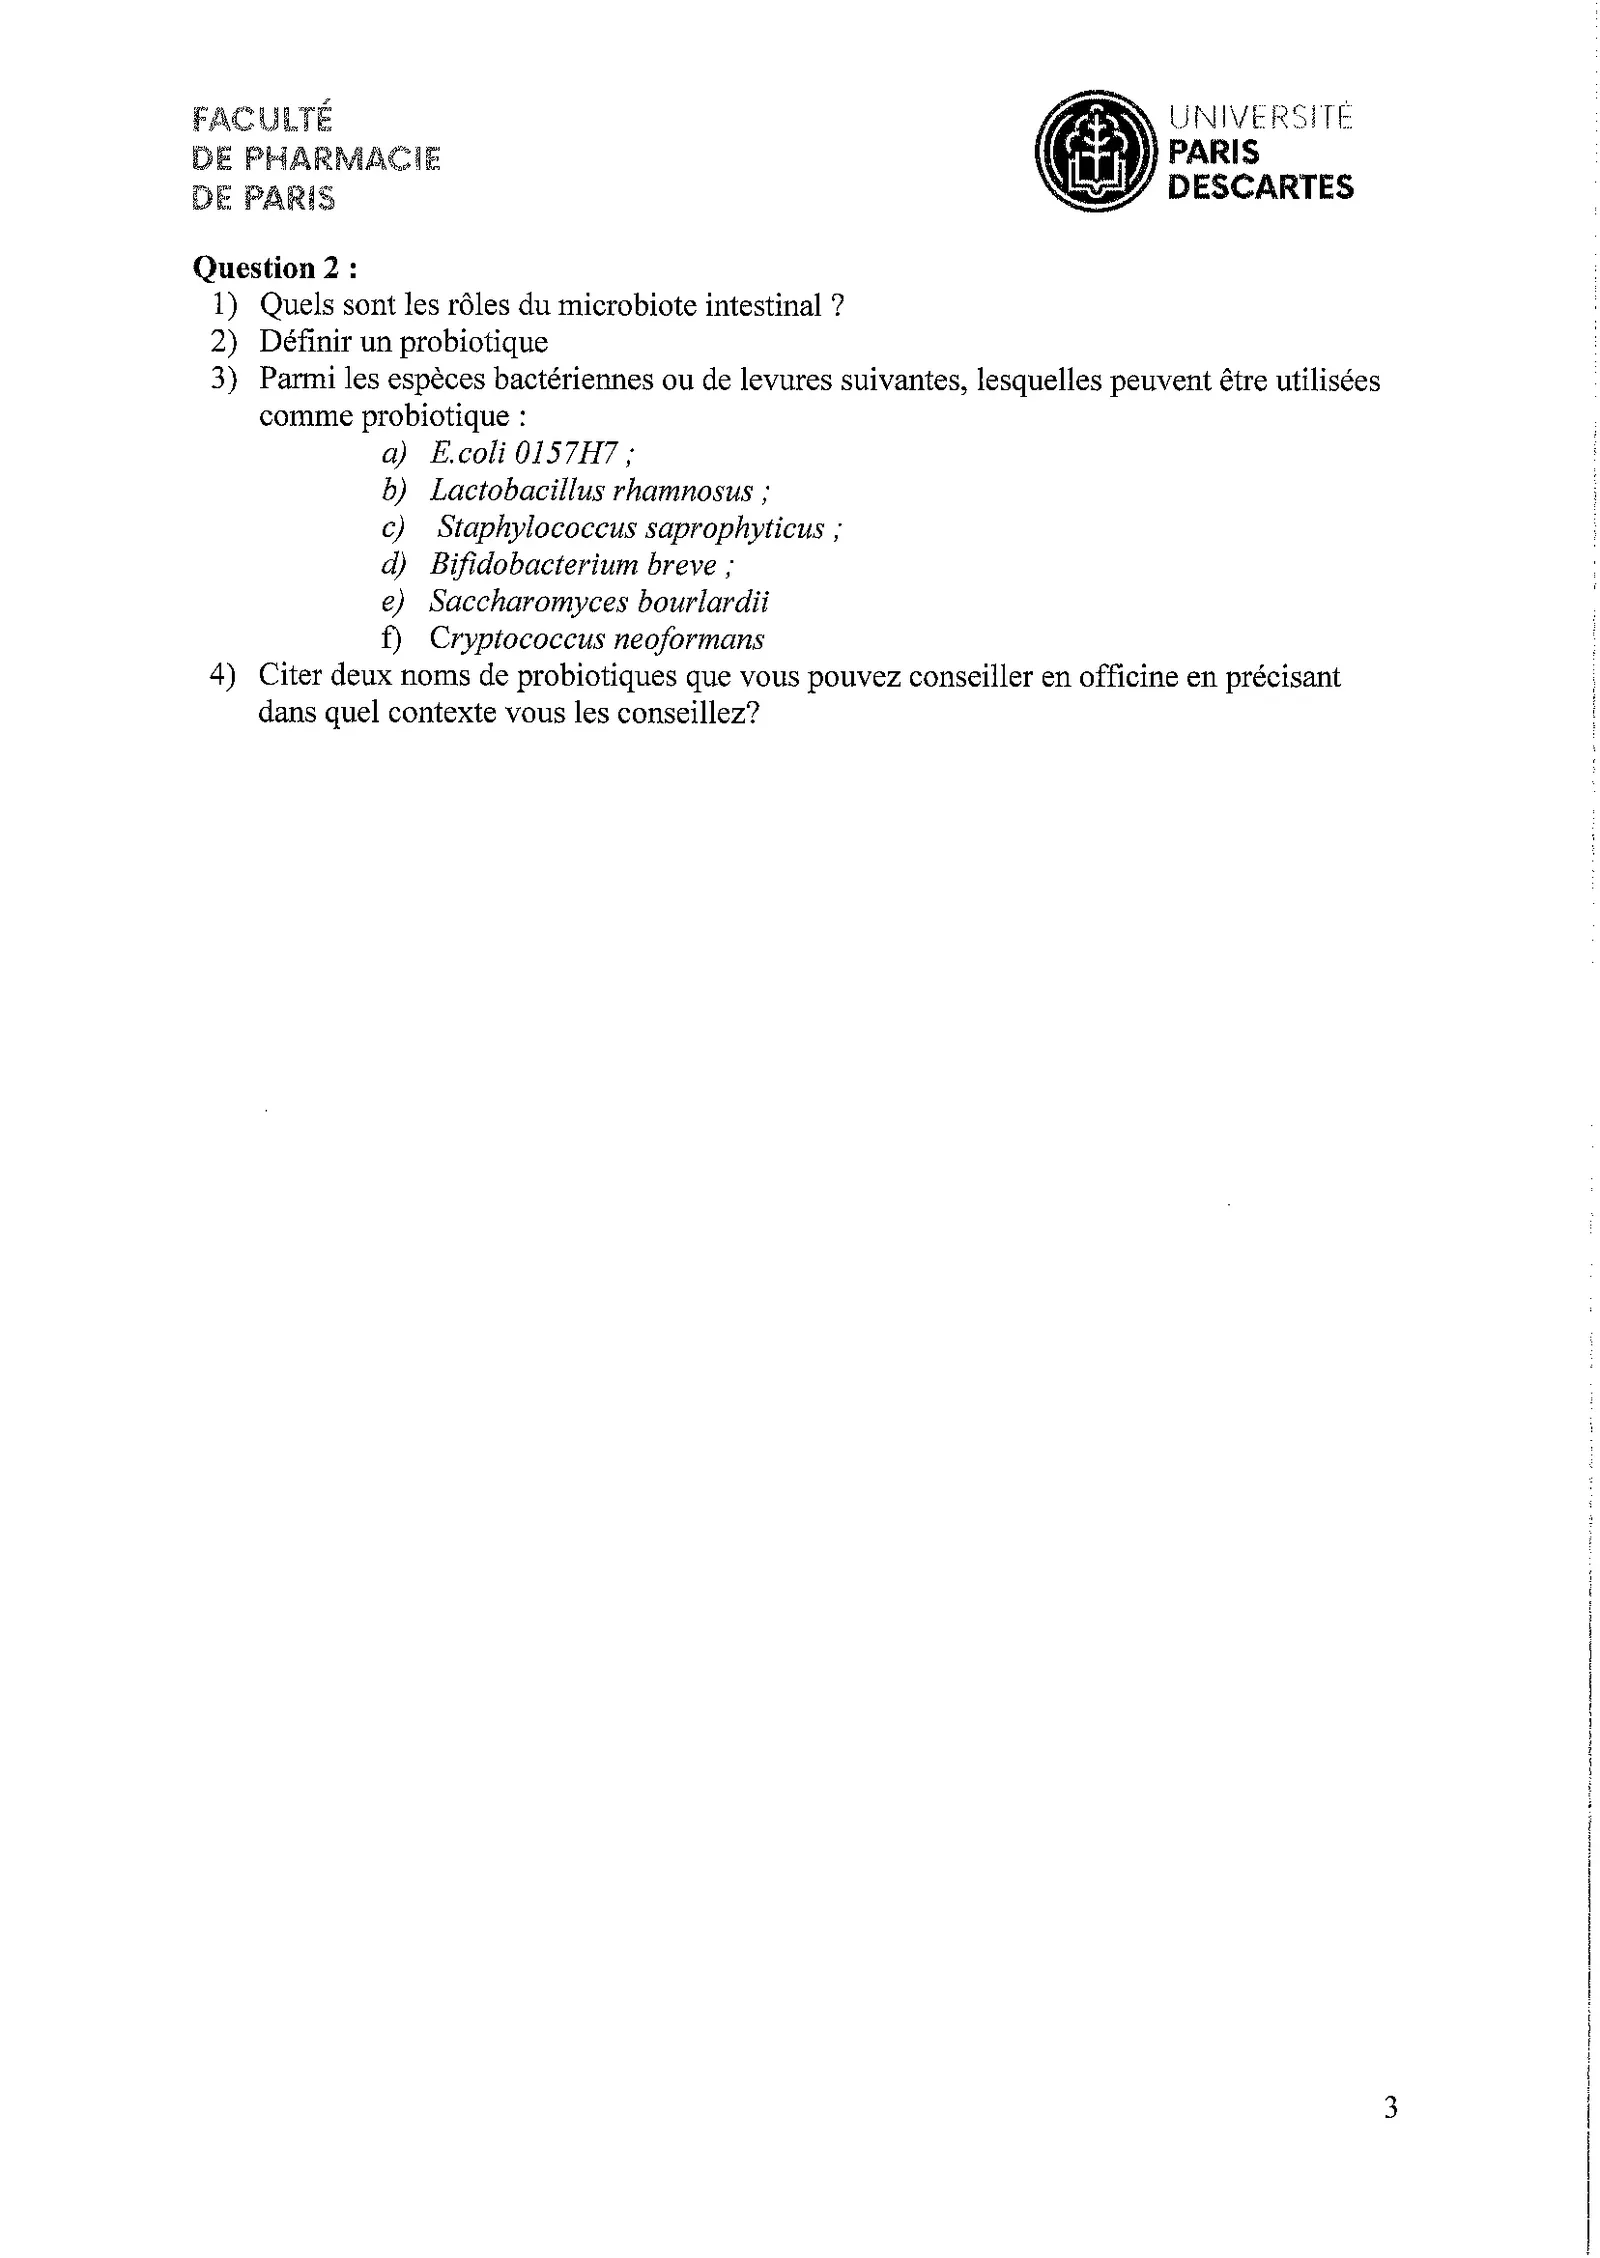 FACULTÉ
DE PHARMACIE
DE PARIS
UNIVERSITÉ
PARIS
DESCARTES
Question 2 :
1) Quels sont les rôles du microbiote intestinal ?
2) Définir un probiotique
3) Parmi les espèces bactériennes ou de levures suivantes, lesquelles peuvent être utilisées
comme probiotique :
a) E.coli 0157H7 ;
b) Lactobacillus rhamnosus ;
c) Staphylococcus saprophyticus ;
d) Bifidobacterium breve ;
e) Saccharomyces bourlardii
f) Cryptococcus neoformans
4) Citer deux noms de probiotiques que vous pouvez conseiller en officine en précisant
dans quel contexte vous les conseillez?
3